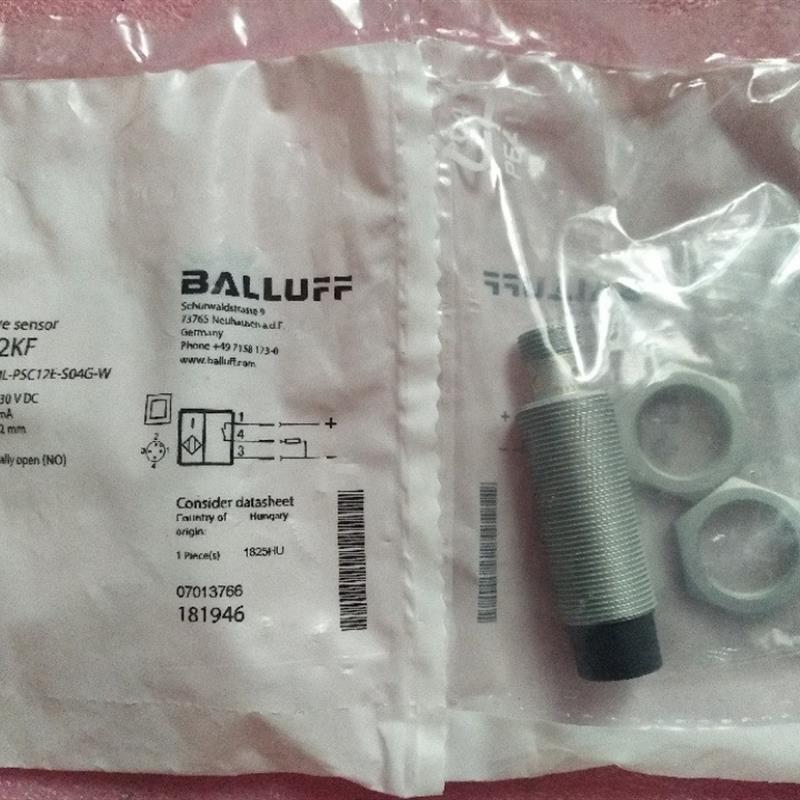 BALLUFF
Schurwaldstrasse 9
73765 Neuhausen a.d.F.
Germany
Phone +49 7158 173-0
www.balluff.com
ve sensor
2KF
L-PSC12E-S04G-W
30 V DC
mA
2 mm
ally open (NO)
1
4
3
+
2
4
Consider datasheet
Country of Hungary
origin:
1 Piece(s) 1825HU
07013766
181946
BALLUFF
+